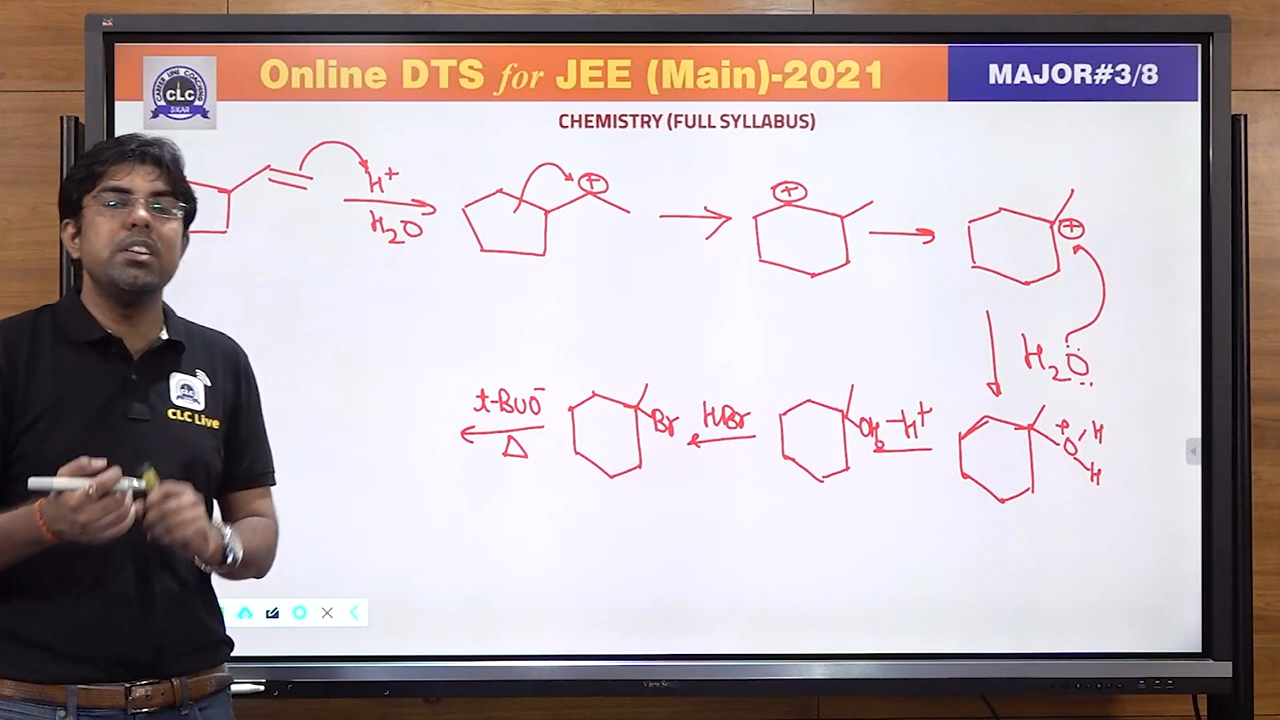 Online DTS for JEE (Main)-2021
MAJOR#3/8
CLC
SIKAR
CHEMISTRY (FULL SYLLABUS)
H+
H2O
+
+
+
H2O
t-BuO-
Δ
Br
HBr
OH
-H+
+
O
H
H
CLC Live
ViewSonic